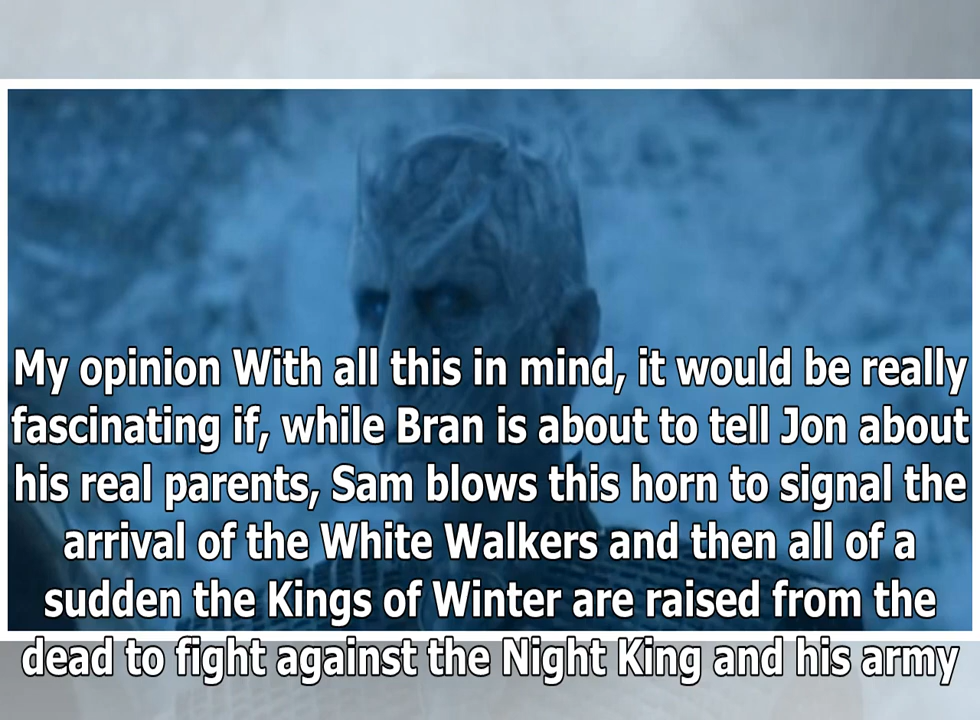 My opinion With all this in mind, it would be really
fascinating if, while Bran is about to tell Jon about
his real parents, Sam blows this horn to signal the
arrival of the White Walkers and then all of a
sudden the Kings of Winter are raised from the
dead to fight against the Night King and his army